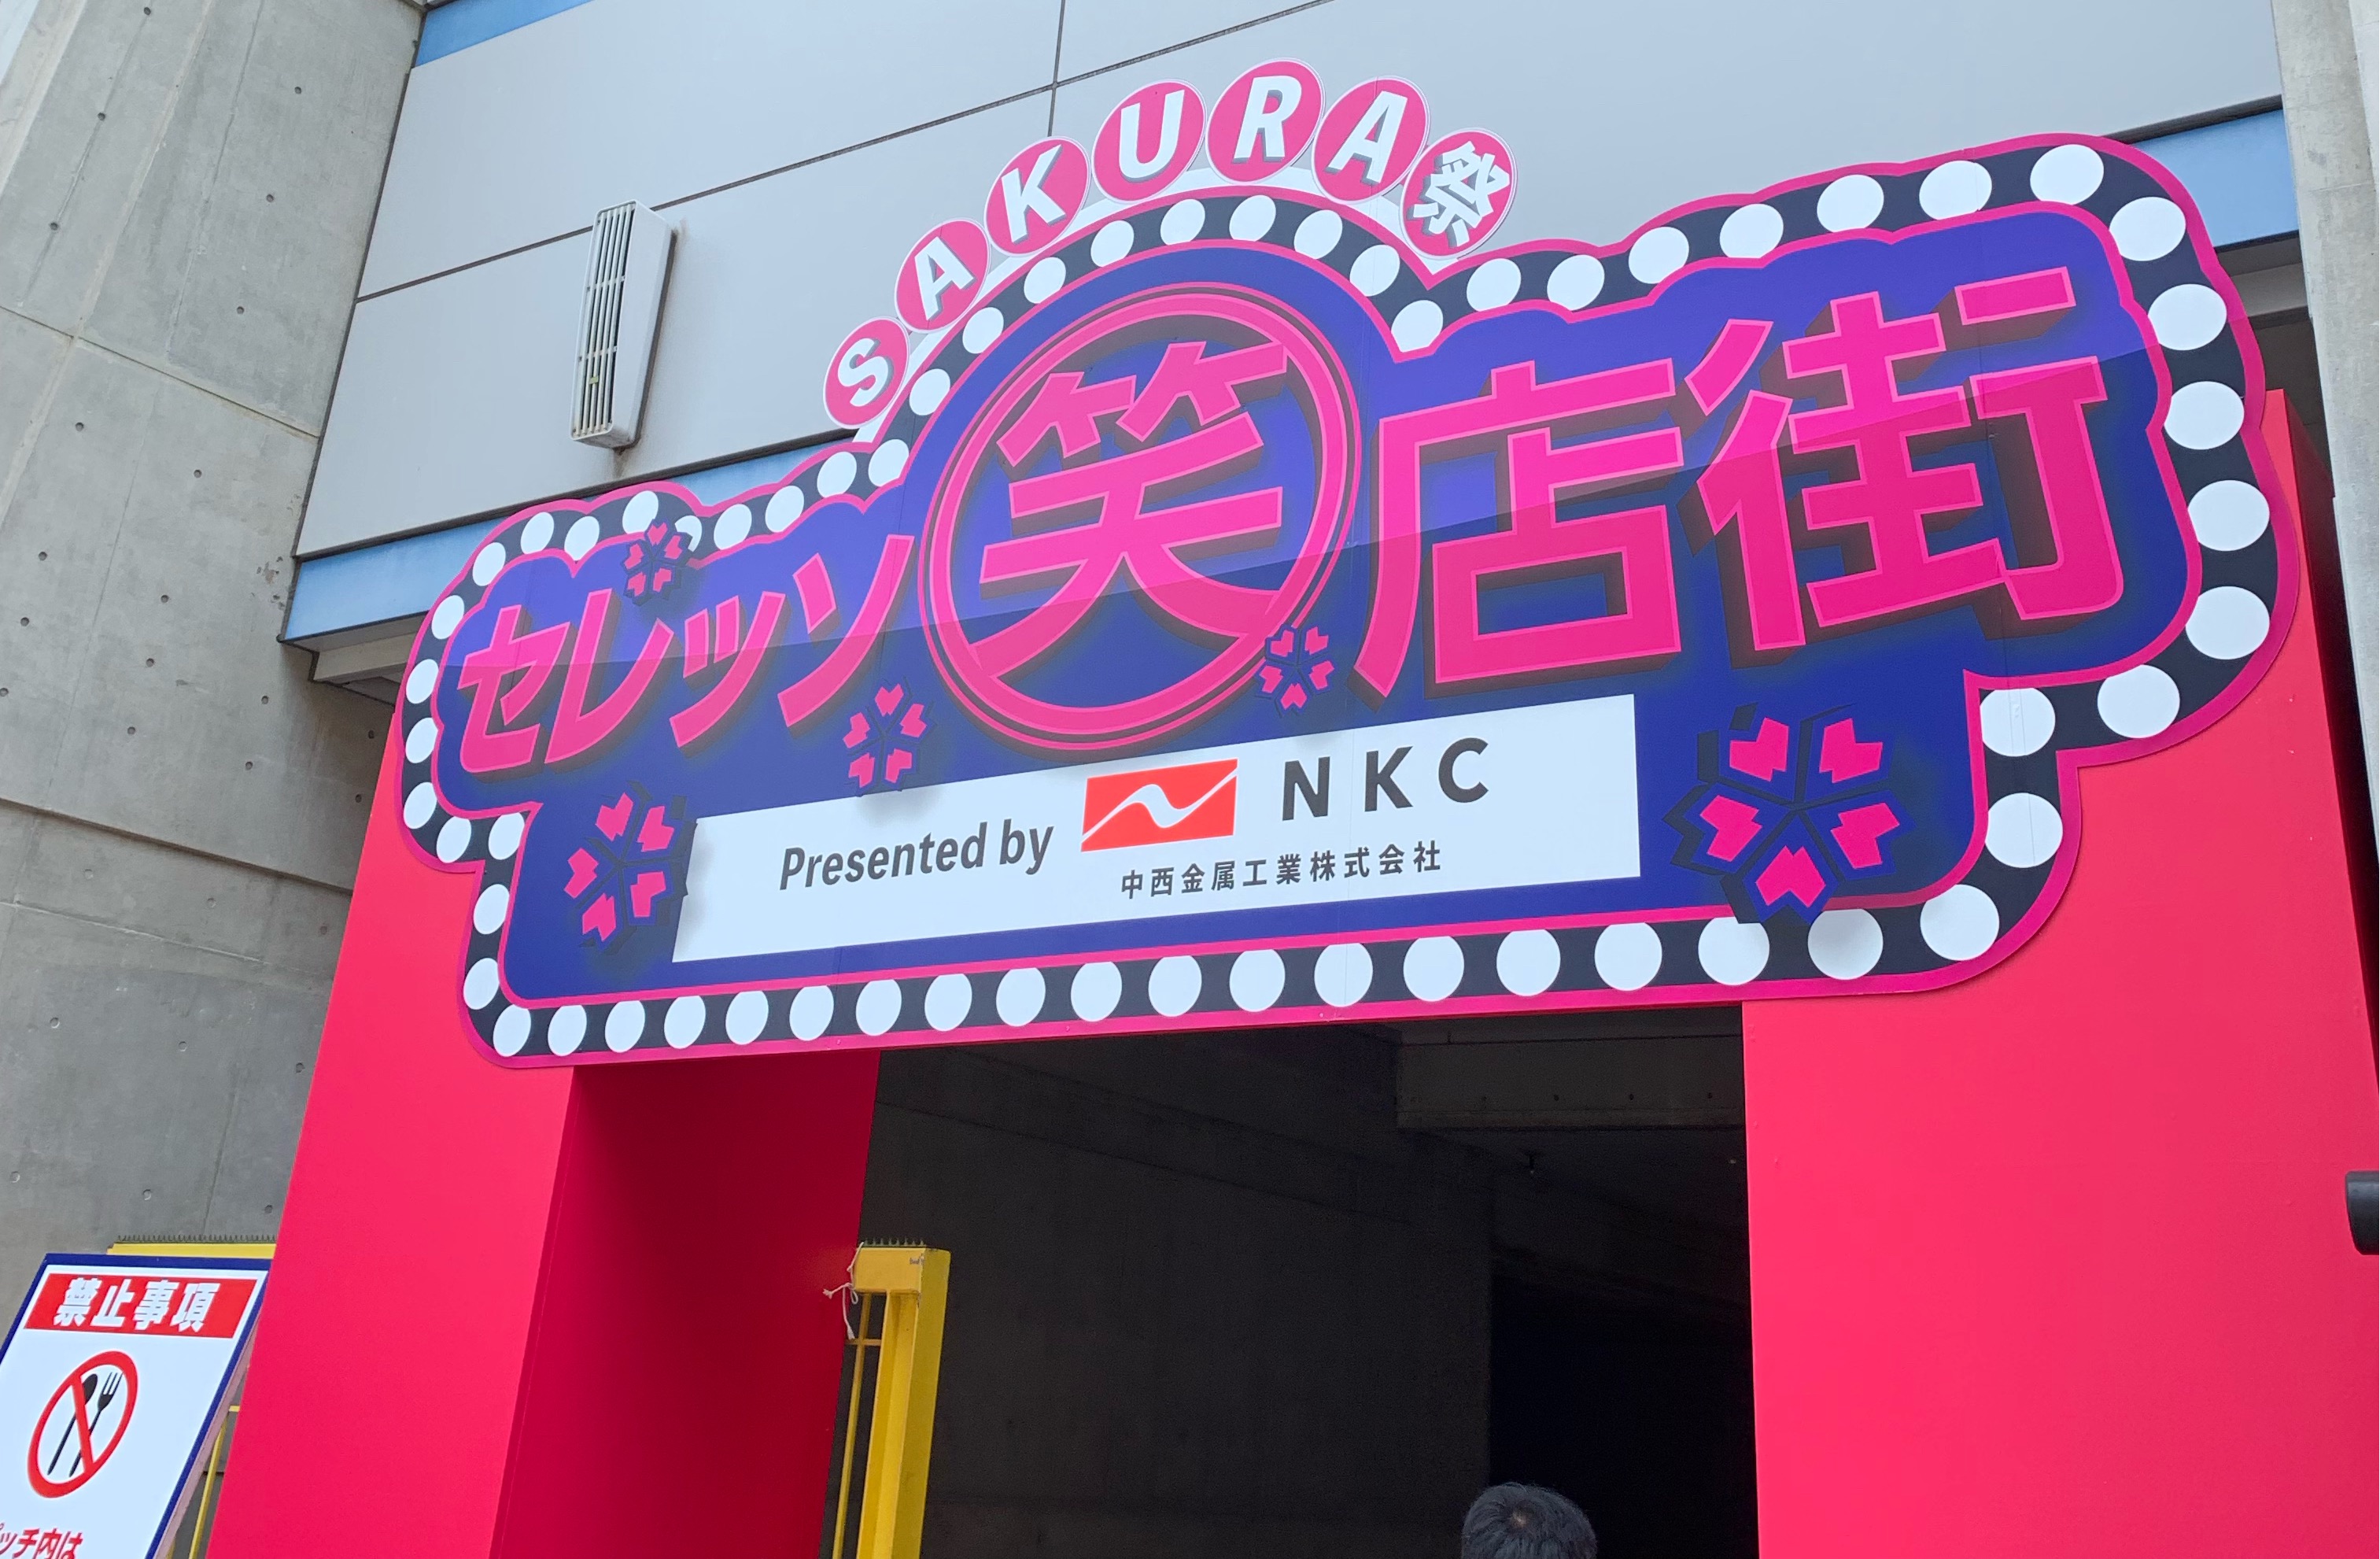 SAKURA祭
セレッソ笑店街
Presented by NKC
中西金属工業株式会社
禁止事項
ッチ内は